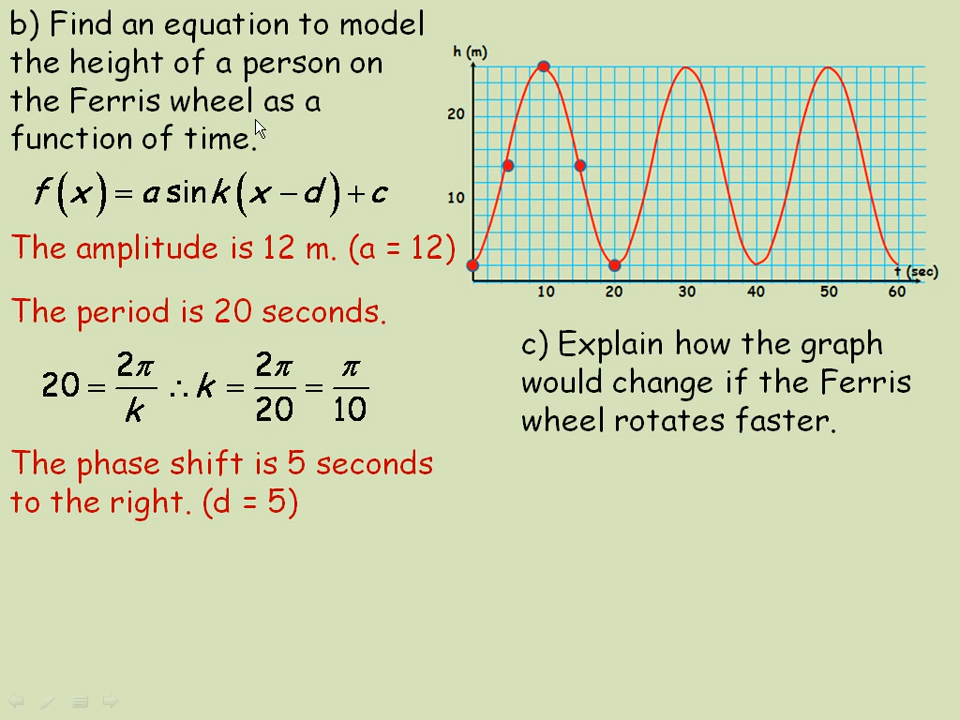 b) Find an equation to model
the height of a person on
the Ferris wheel as a
function of time.
f(x) = a sin k(x − d) + c
The amplitude is 12 m. (a = 12)
The period is 20 seconds.
20 = 2π/k ∴ k = 2π/20 = π/10
The phase shift is 5 seconds
to the right. (d = 5)
h (m)
20
10
t (sec)
10 20 30 40 50 60
c) Explain how the graph
would change if the Ferris
wheel rotates faster.